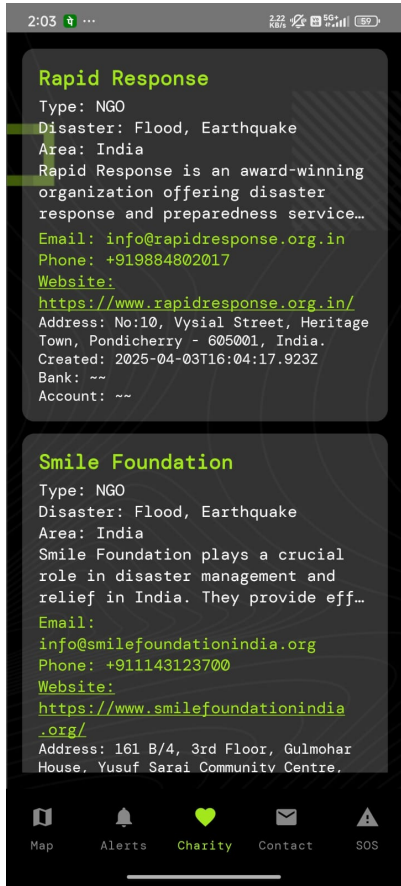 2:03 पे ...
2.22 KB/s 5G+ 59
Rapid Response
Type: NGO
Disaster: Flood, Earthquake
Area: India
Rapid Response is an award-winning
organization offering disaster
response and preparedness service…
Email: info@rapidresponse.org.in
Phone: +919884802017
Website:
https://www.rapidresponse.org.in/
Address: No:10, Vysial Street, Heritage
Town, Pondicherry - 605001, India.
Created: 2025-04-03T16:04:17.923Z
Bank: ~~
Account: ~~
Smile Foundation
Type: NGO
Disaster: Flood, Earthquake
Area: India
Smile Foundation plays a crucial
role in disaster management and
relief in India. They provide eff…
Email:
info@smilefoundationindia.org
Phone: +911143123700
Website:
https://www.smilefoundationindia
.org/
Address: 161 B/4, 3rd Floor, Gulmohar
House, Yusuf Sarai Community Centre,
Map Alerts Charity Contact SOS